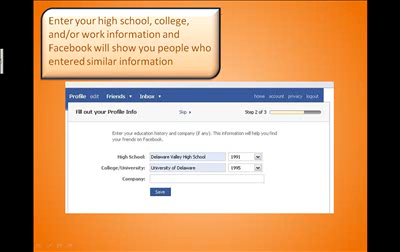 Enter your high school, college,
and/or work information and
Facebook will show you people who
entered similar information
Profile edit Friends ▾ Inbox ▾ home account privacy logout
Fill out your Profile Info Skip ▸ Step 2 of 3
Enter your education history and company (if any). This information will help you find
your friends on Facebook.
High School: Delaware Valley High School 1991
College/University: University of Delaware 1995
Company:
Save